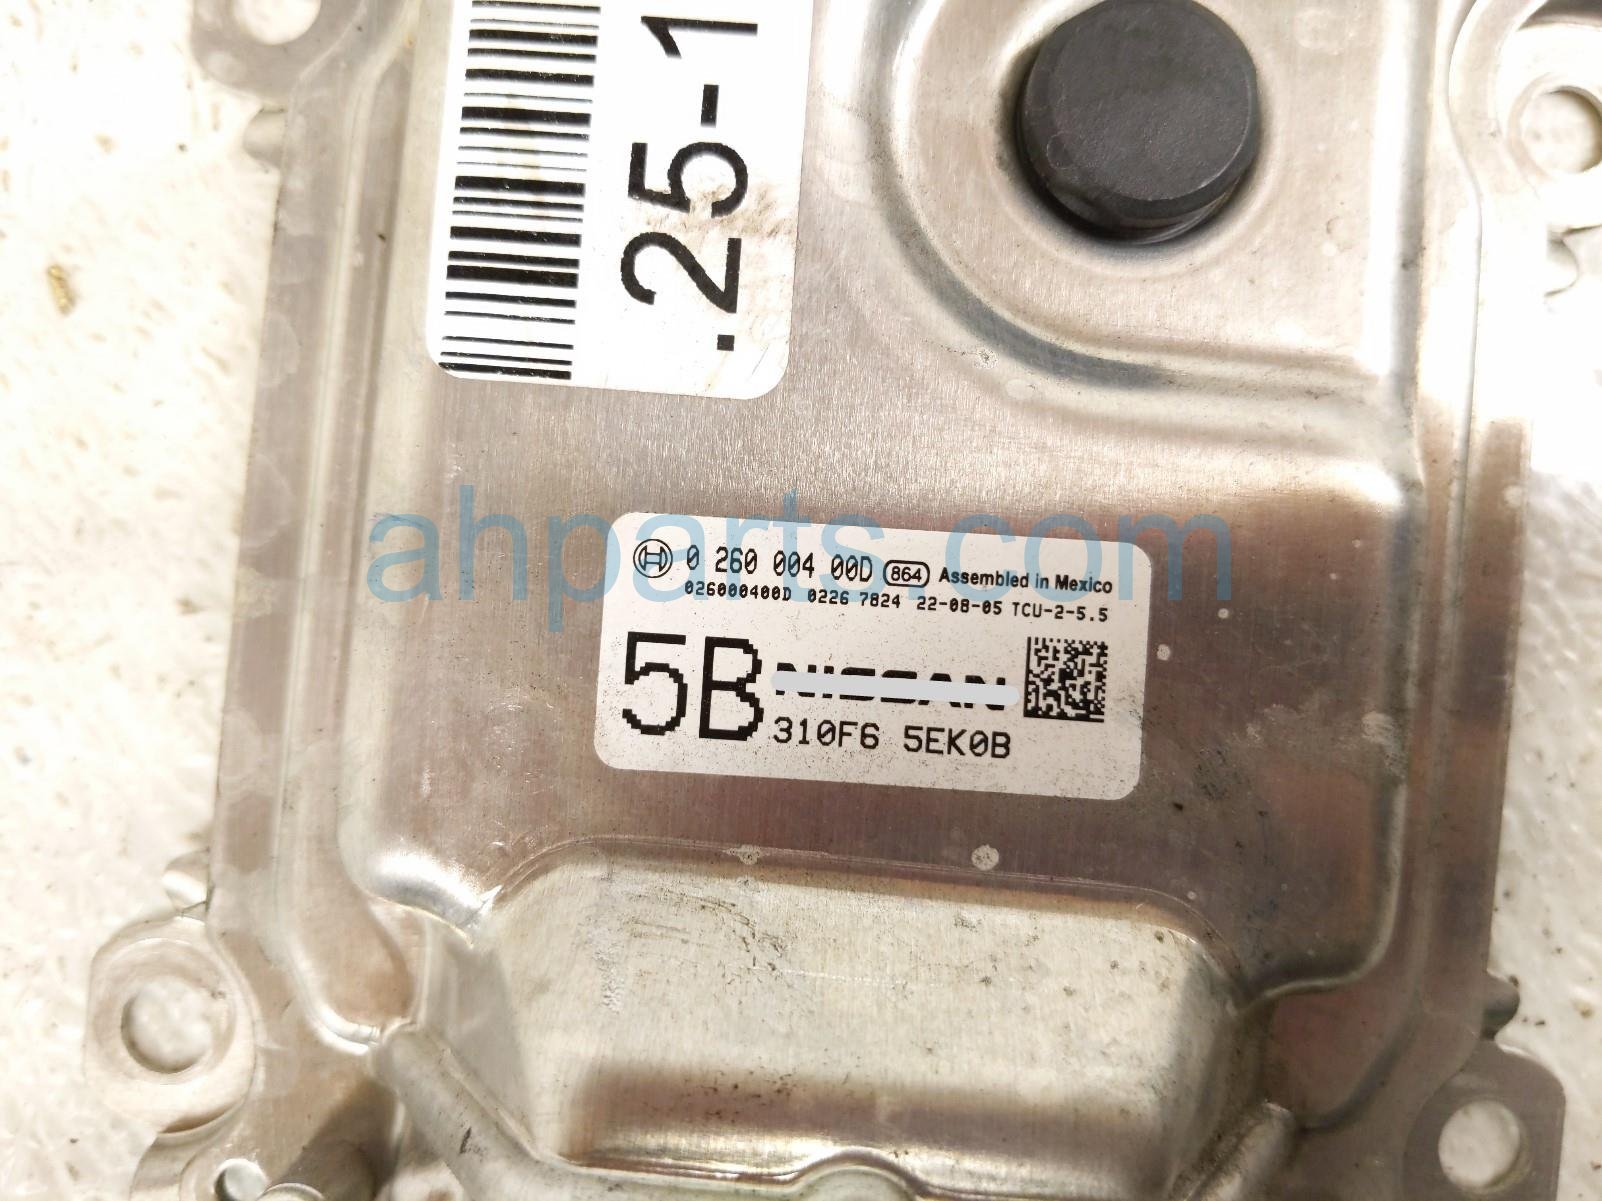 .25-1
0 260 004 00D 864 Assembled in Mexico
026000400D 0226 7824 22-08-05 TCU-2-5.5
5B NISSAN
310F6 5EK0B
ahparts.com